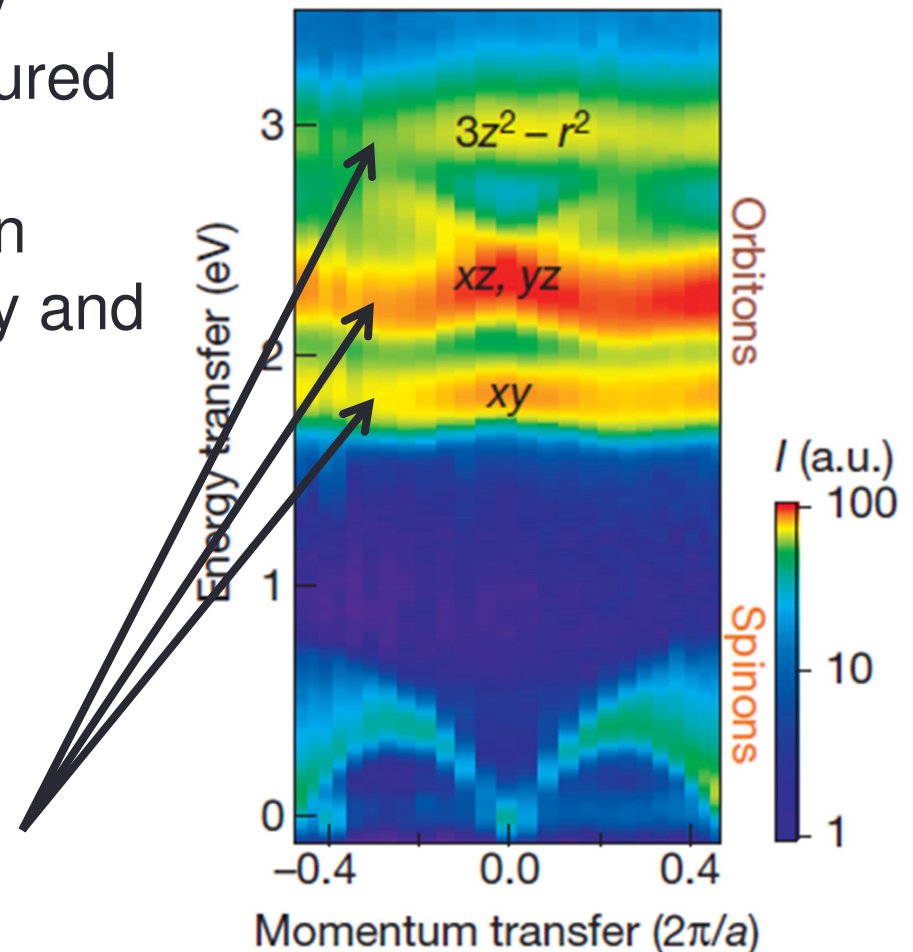 ured
n
y and
3
2
1
0
Energy transfer (eV)
3z² – r²
xz, yz
xy
Orbitons
Spinons
I (a.u.)
100
10
1
–0.4
0.0
0.4
Momentum transfer (2π/a)